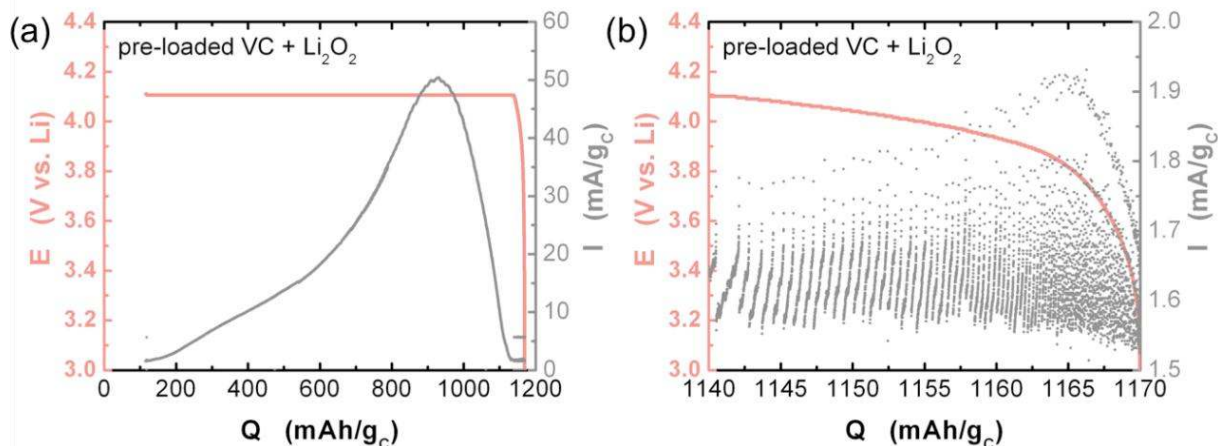 (a)
pre-loaded VC + Li₂O₂
E (V vs. Li)
4.4
4.2
4.0
3.8
3.6
3.4
3.2
3.0
0 200 400 600 800 1000 1200
Q (mAh/g_C)
60
50
40
30
20
10
0
I (mA/g_C)
(b)
pre-loaded VC + Li₂O₂
E (V vs. Li)
4.4
4.2
4.0
3.8
3.6
3.4
3.2
3.0
1140 1145 1150 1155 1160 1165 1170
Q (mAh/g_C)
2.0
1.9
1.8
1.7
1.6
1.5
I (mA/g_C)